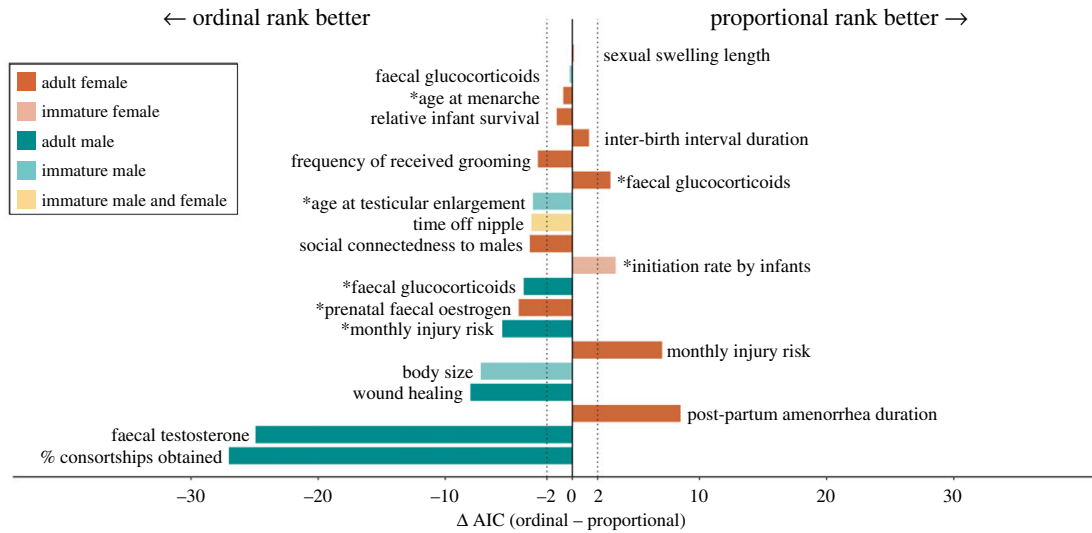 ← ordinal rank better
proportional rank better →
adult female
immature female
adult male
immature male
immature male and female
sexual swelling length
faecal glucocorticoids
*age at menarche
relative infant survival
inter-birth interval duration
frequency of received grooming
*faecal glucocorticoids
*age at testicular enlargement
time off nipple
social connectedness to males
*initiation rate by infants
*faecal glucocorticoids
*prenatal faecal oestrogen
*monthly injury risk
monthly injury risk
body size
wound healing
post-partum amenorrhea duration
faecal testosterone
% consortships obtained
−30 −20 −10 −2 0 2 10 20 30
Δ AIC (ordinal – proportional)